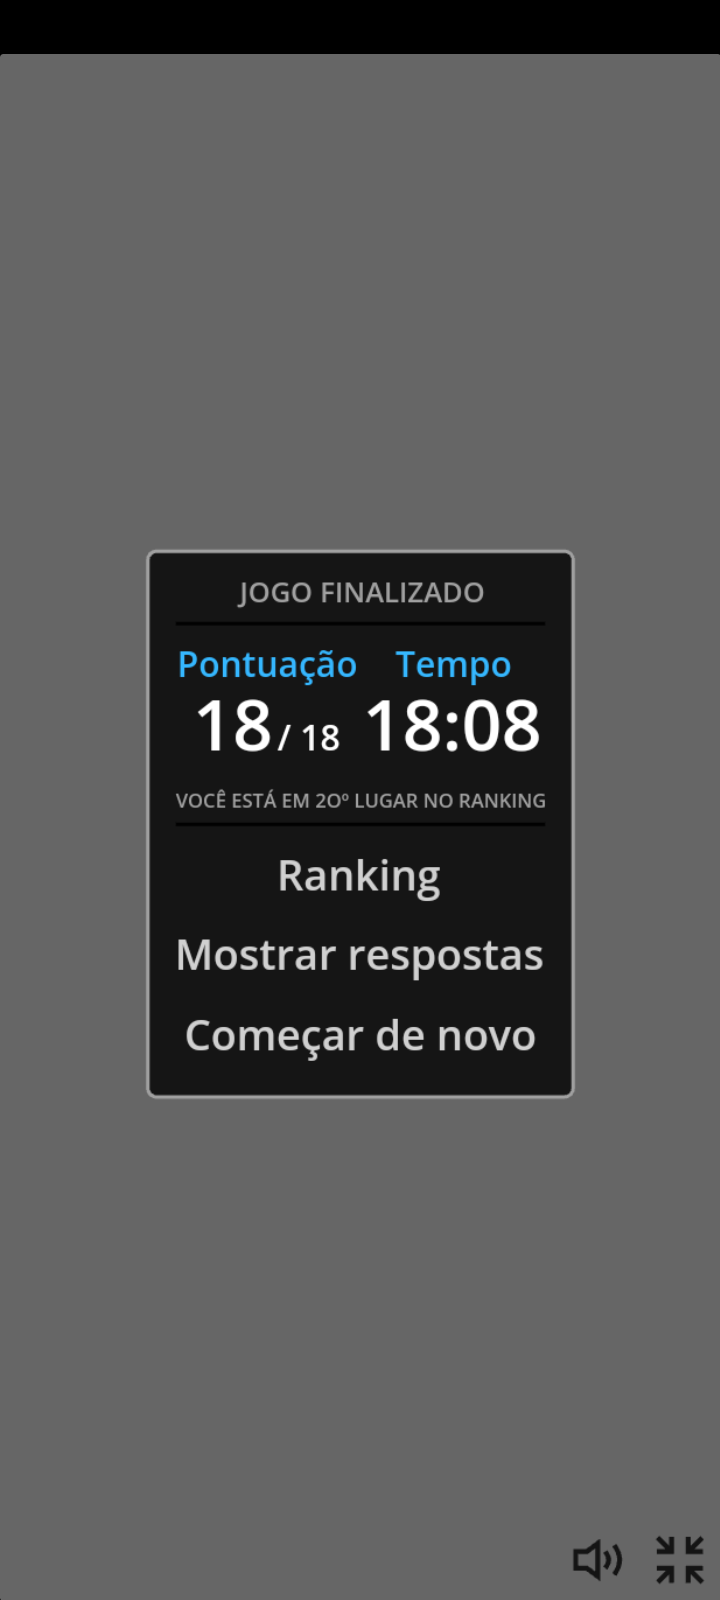 JOGO FINALIZADO
Pontuação Tempo
18/ 18 18:08
VOCÊ ESTÁ EM 2Oº LUGAR NO RANKING
Ranking
Mostrar respostas
Começar de novo